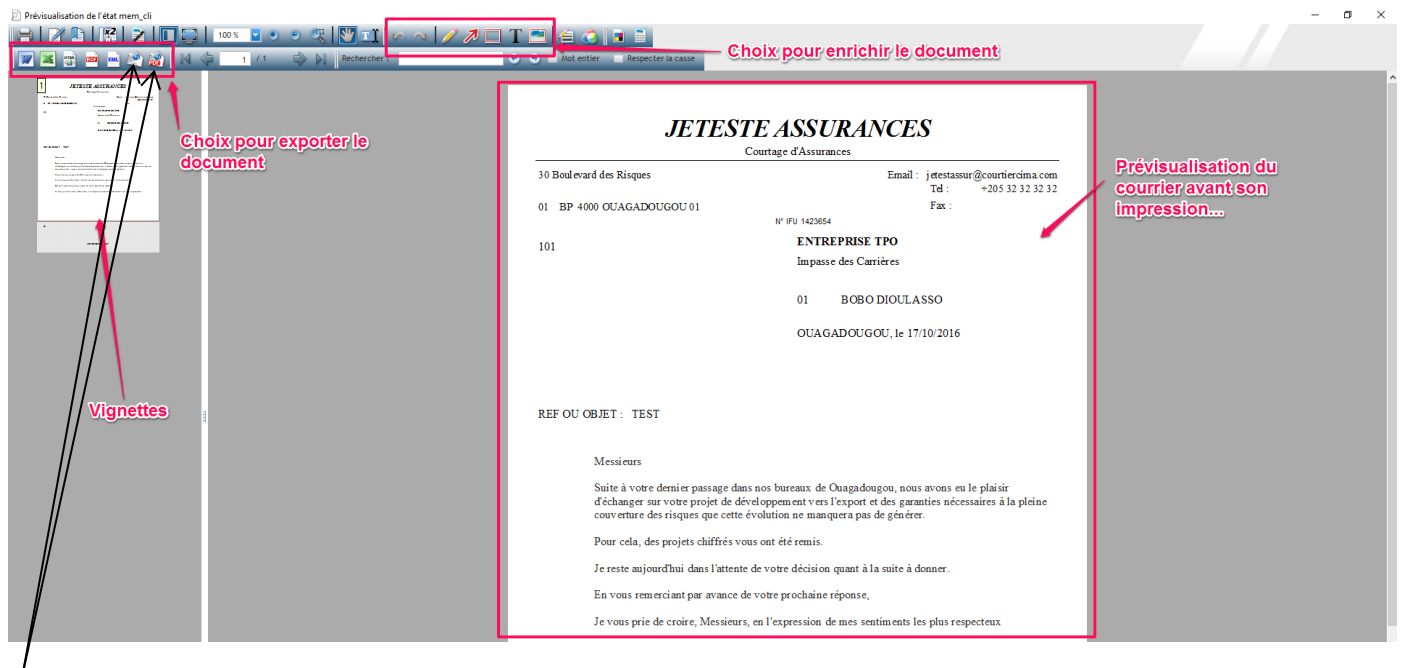 Prévisualisation de l'état mem_cli
100 %
T
Choix pour enrichir le document
HTML PDF XML PDF
1 / 1 Rechercher : Mot entier Respecter la casse
1
JETESTE ASSURANCES
Choix pour exporter le
document
Vignettes
JETESTE ASSURANCES
Courtage d'Assurances
30 Boulevard des Risques
Email : jetestassur@courtiercima.com
Tél : +205 32 32 32 32
01 BP 4000 OUAGADOUGOU 01
Fax :
N° IFU 1423654
101
ENTREPRISE TPO
Impasse des Carrières
01 BOBO DIOULASSO
OUAGADOUGOU, le 17/10/2016
Prévisualisation du
courrier avant son
impression...
REF OU OBJET : TEST
Messieurs
Suite à votre dernier passage dans nos bureaux de Ouagadougou, nous avons eu le plaisir
d'échanger sur votre projet de développement vers l'export et des garanties nécessaires à la pleine
couverture des risques que cette évolution ne manquera pas de générer.
Pour cela, des projets chiffrés vous ont été remis.
Je reste aujourd'hui dans l'attente de votre décision quant à la suite à donner.
En vous remerciant par avance de votre prochaine réponse,
Je vous prie de croire, Messieurs, en l'expression de mes sentiments les plus respecteux